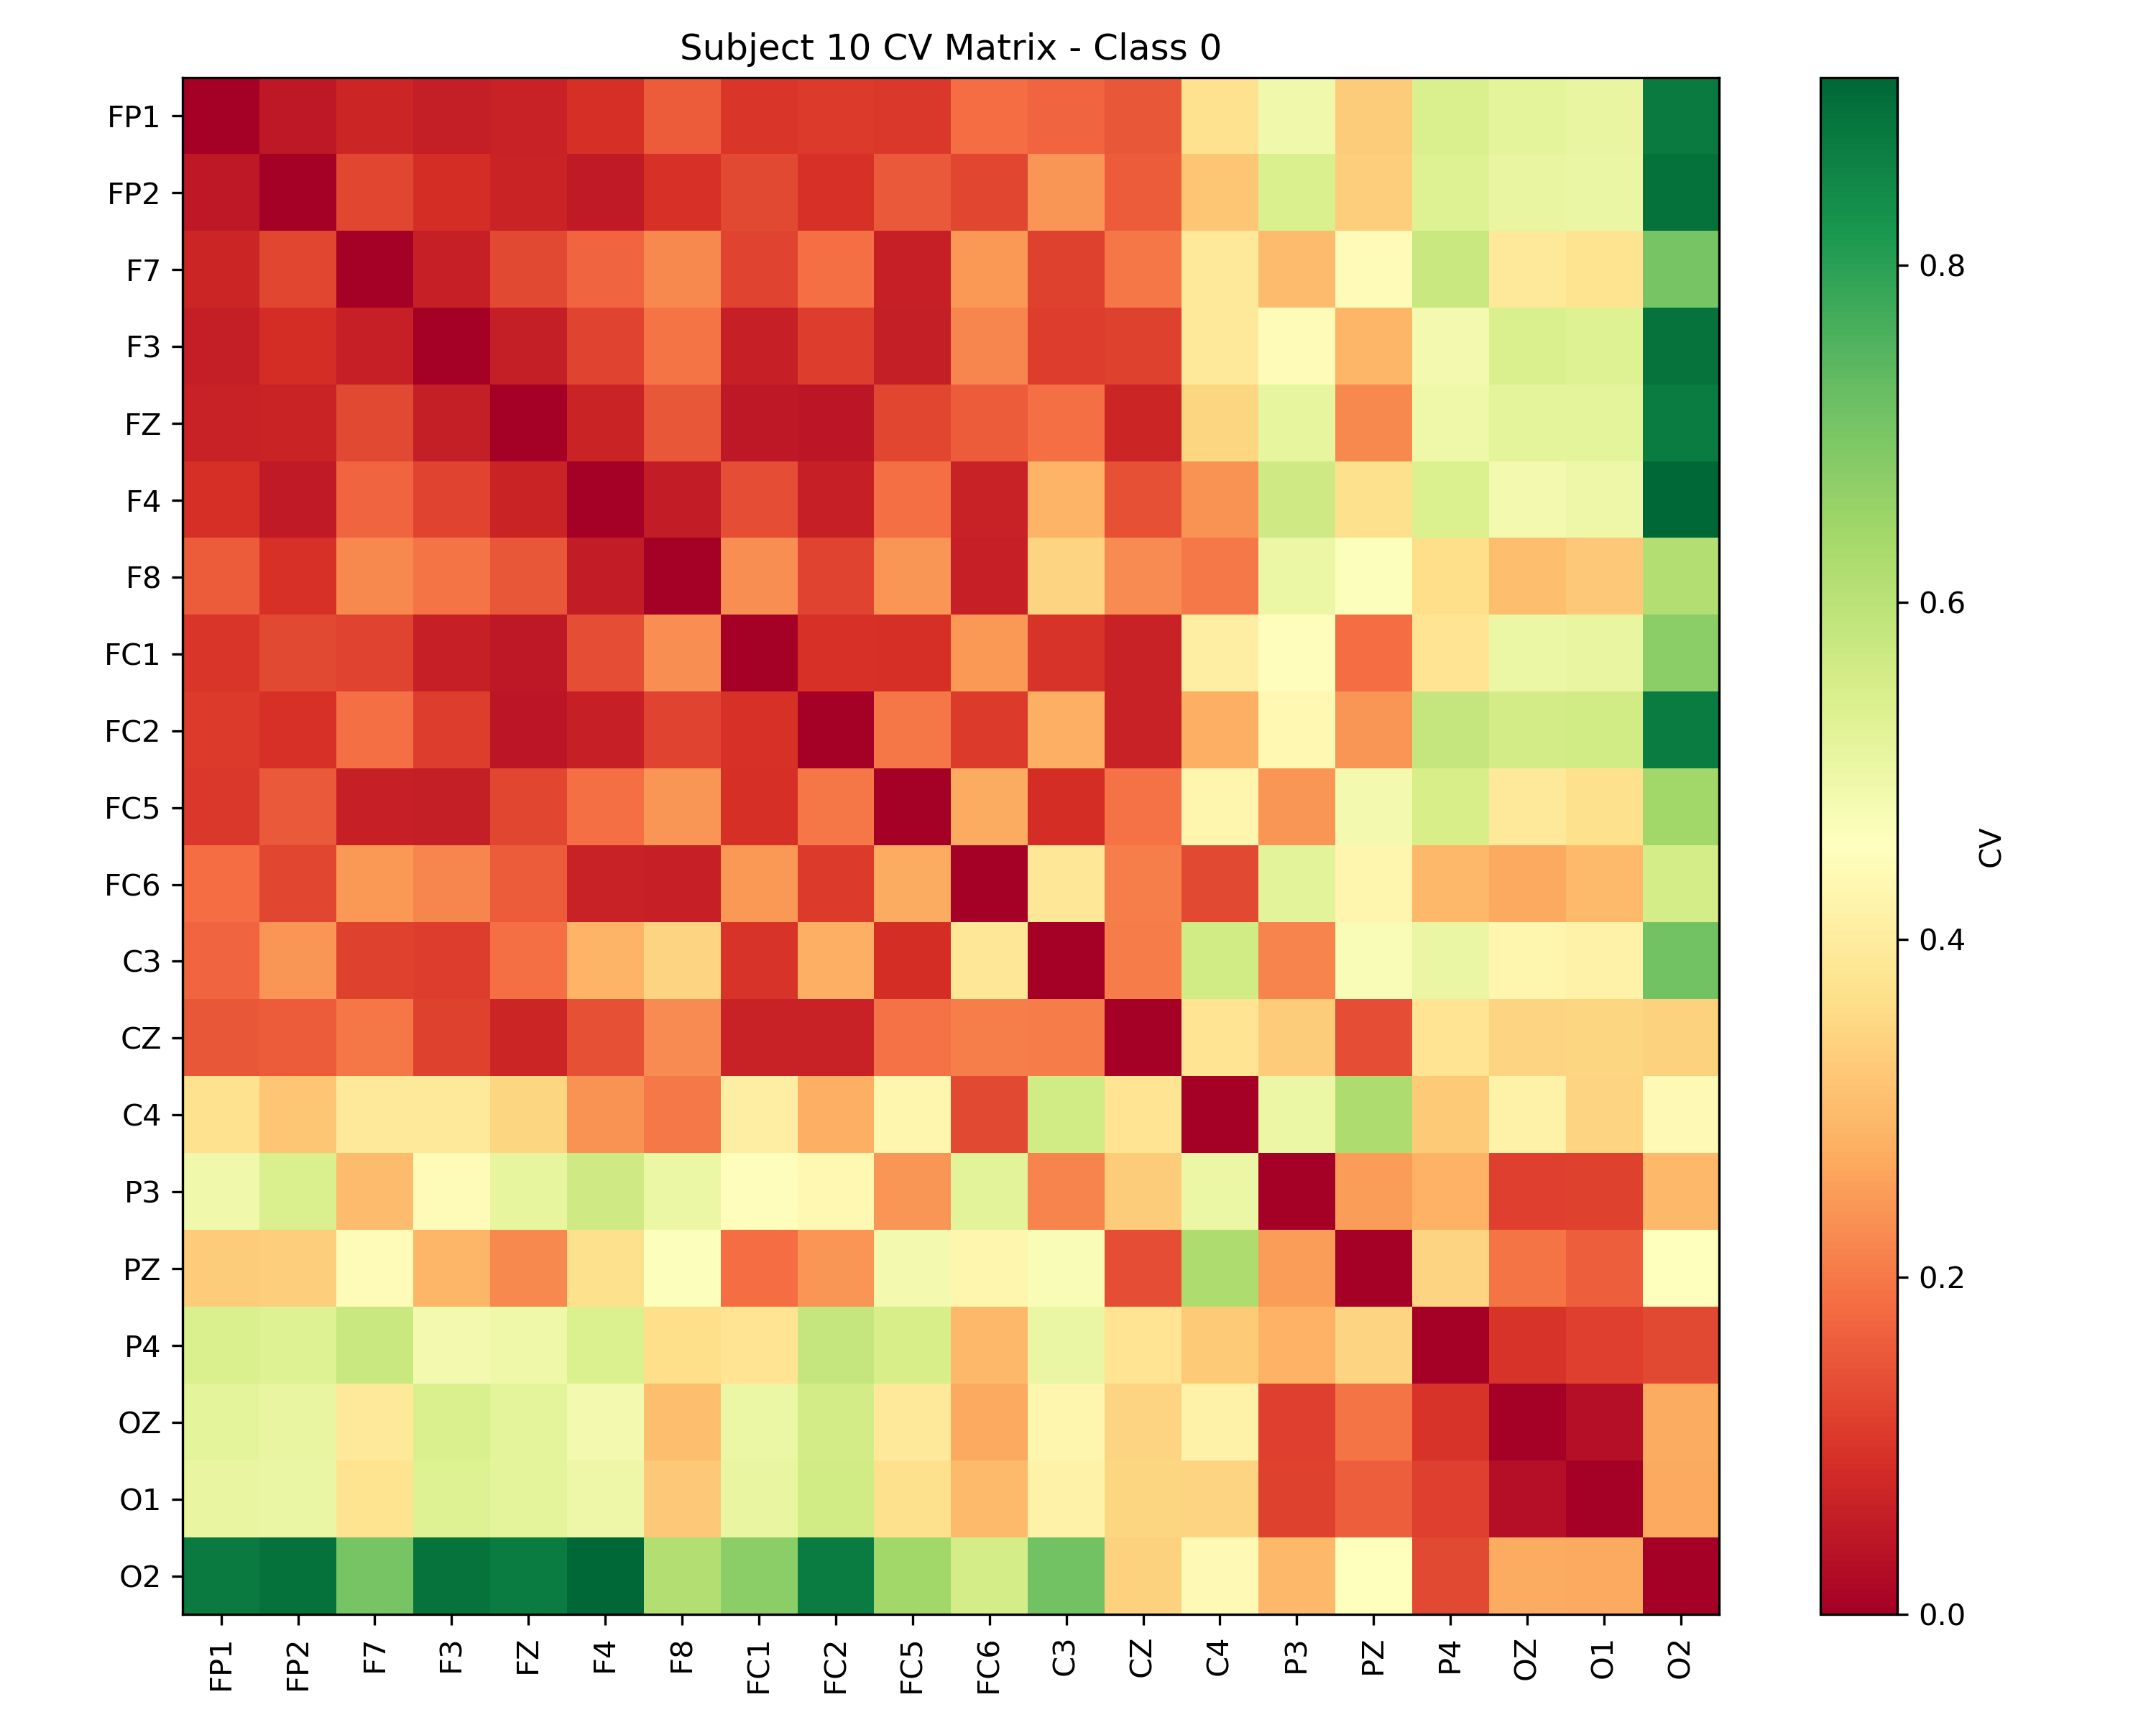 Subject 10 CV Matrix - Class 0
FP1
FP2
F7
F3
FZ
F4
F8
FC1
FC2
FC5
FC6
C3
CZ
C4
P3
PZ
P4
OZ
O1
O2
FP1 FP2 F7 F3 FZ F4 F8 FC1 FC2 FC5 FC6 C3 CZ C4 P3 PZ P4 OZ O1 O2
0.8
0.6
0.4
0.2
0.0
CV